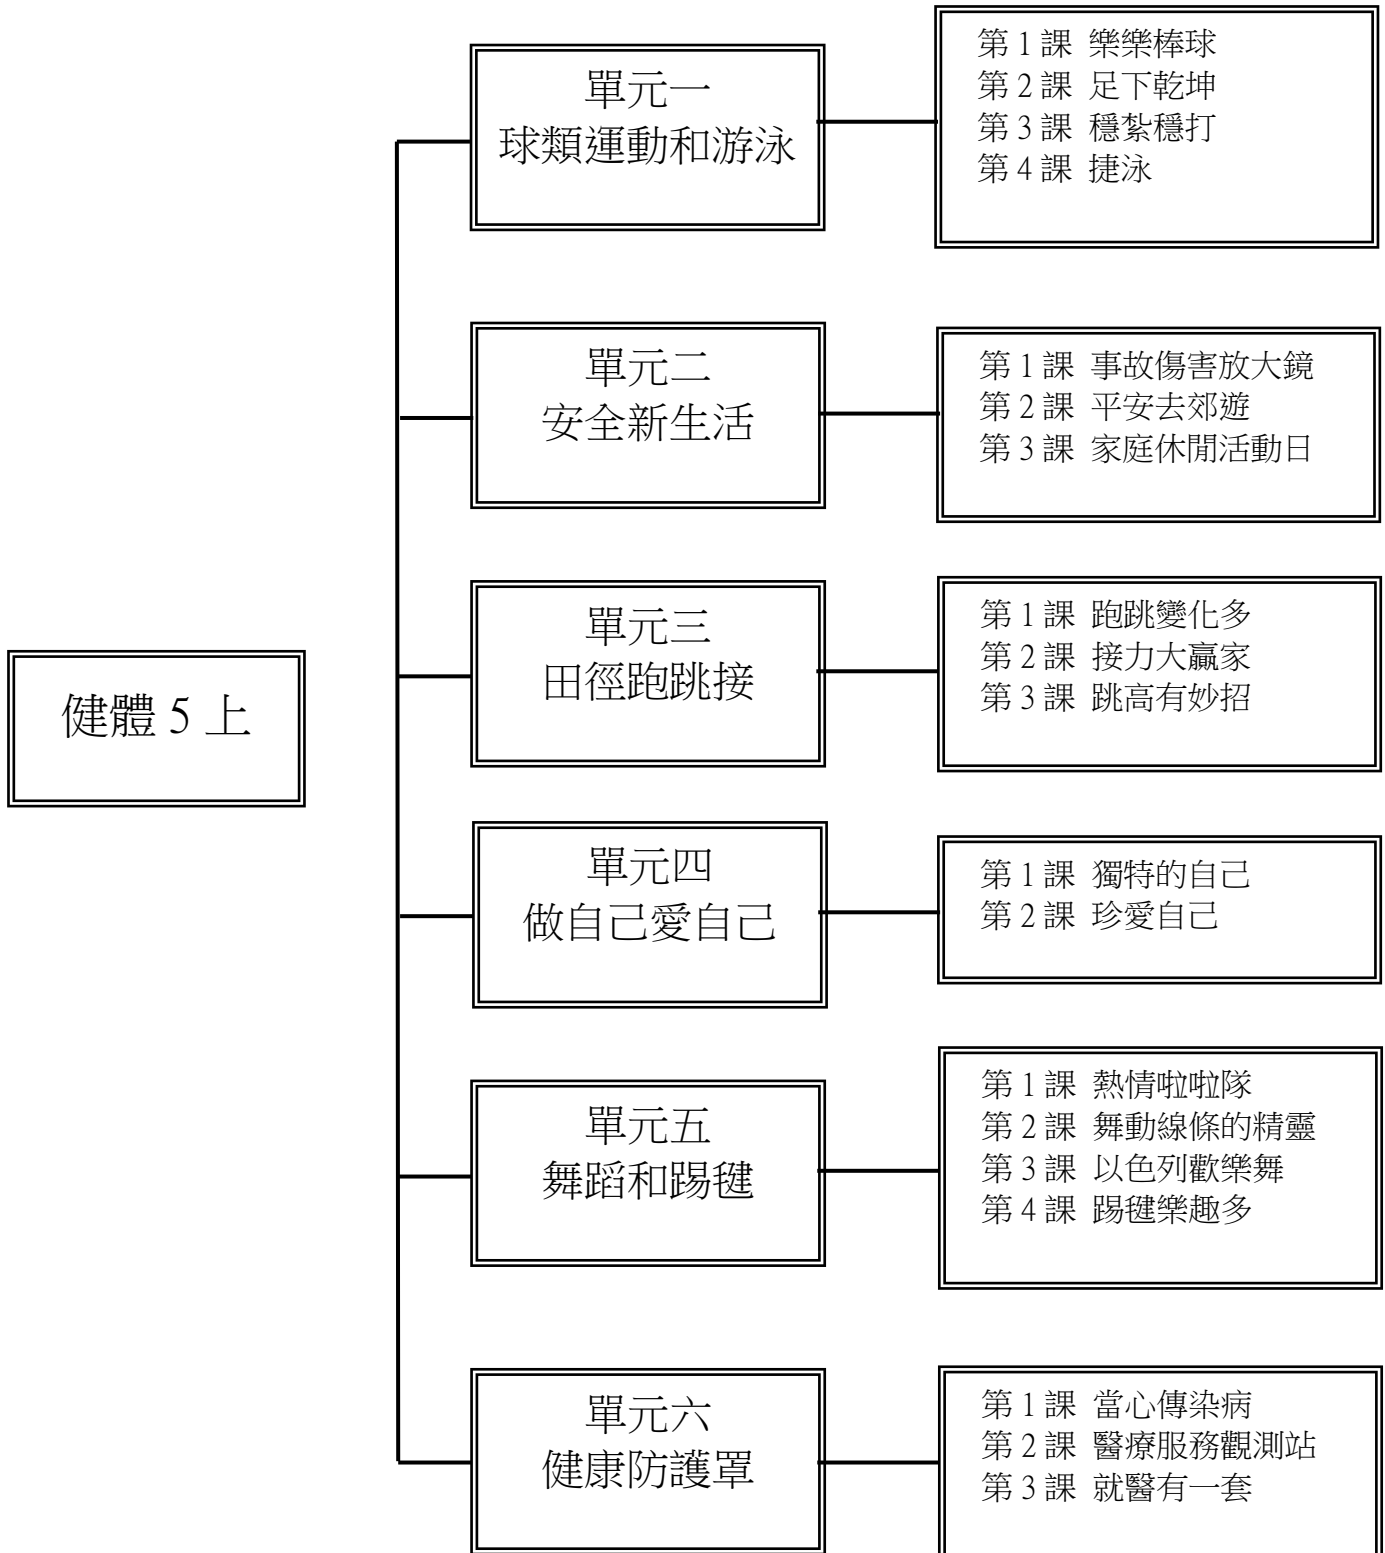 單元一
球類運動和游泳
第 1 課 樂樂棒球
第 2 課 足下乾坤
第 3 課 穩紮穩打
第 4 課 捷泳
單元二
安全新生活
第 1 課 事故傷害放大鏡
第 2 課 平安去郊遊
第 3 課 家庭休閒活動日
單元三
田徑跑跳接
第 1 課 跑跳變化多
第 2 課 接力大贏家
第 3 課 跳高有妙招
健體 5 上
單元四
做自己愛自己
第 1 課 獨特的自己
第 2 課 珍愛自己
單元五
舞蹈和踢毽
第 1 課 熱情啦啦隊
第 2 課 舞動線條的精靈
第 3 課 以色列歡樂舞
第 4 課 踢毽樂趣多
單元六
健康防護罩
第 1 課 當心傳染病
第 2 課 醫療服務觀測站
第 3 課 就醫有一套